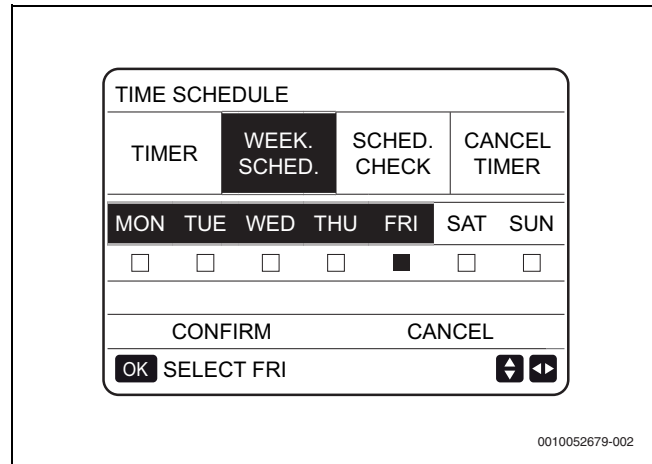 TIME SCHEDULE
TIMER WEEK. SCHED. SCHED. CHECK CANCEL TIMER
MON TUE WED THU FRI SAT SUN
CONFIRM CANCEL
OK SELECT FRI
0010052679-002